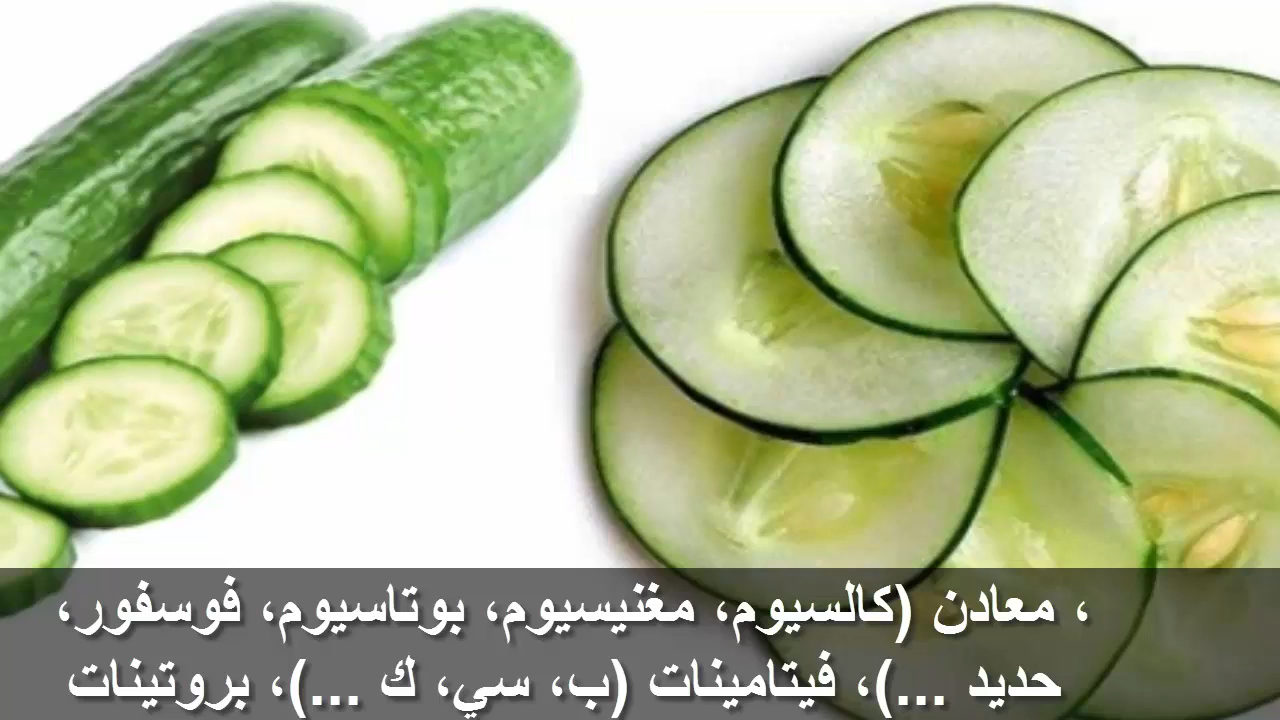 ، معادن (كالسيوم، مغنيسيوم، بوتاسيوم، فوسفور،
حديد ...)، فيتامينات (ب، سي، ك ...)، بروتينات